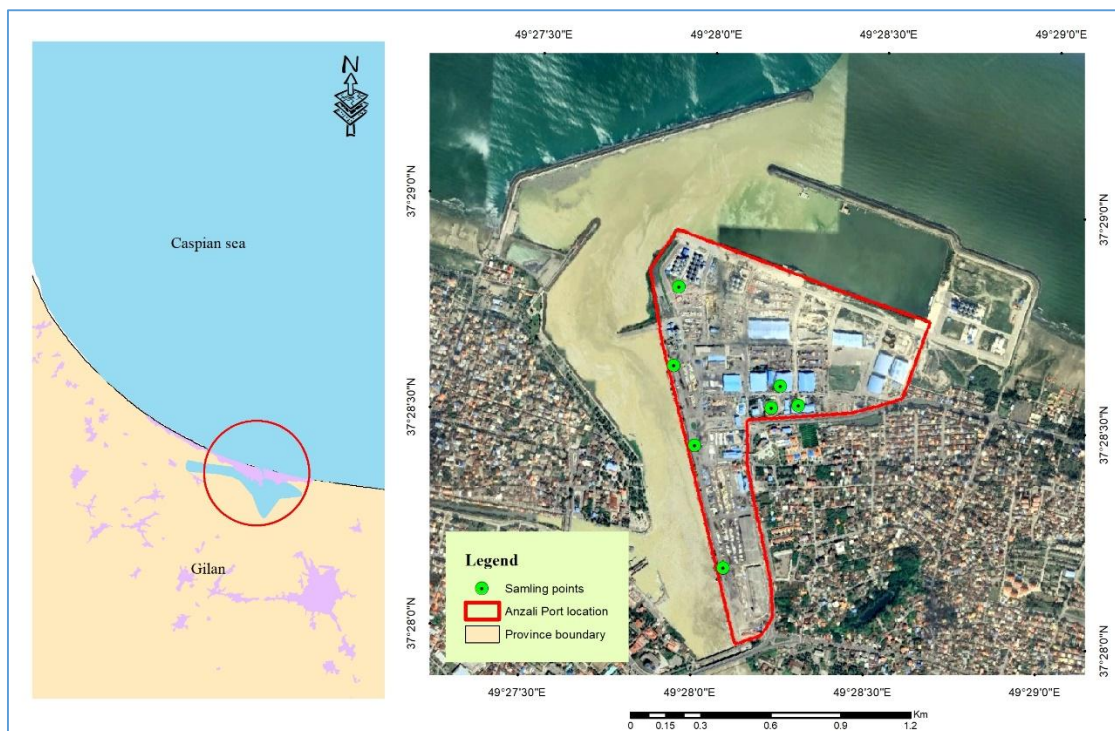 N
Caspian sea
Gilan
49°27'30"E 49°28'0"E 49°28'30"E 49°29'0"E
37°29'0"N
37°28'30"N
37°28'0"N
37°29'0"N
37°28'30"N
37°28'0"N
Legend
Samling points
Anzali Port location
Province boundary
49°27'30"E 49°28'0"E 49°28'30"E 49°29'0"E
Km
0 0.15 0.3 0.6 0.9 1.2